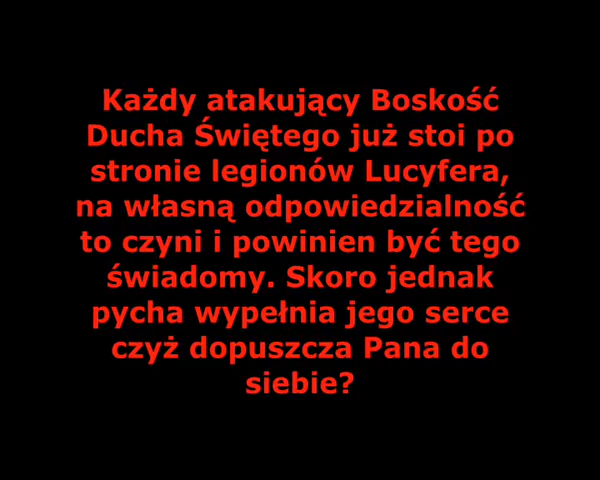 Każdy atakujący Boskość
Ducha Świętego już stoi po
stronie legionów Lucyfera,
na własną odpowiedzialność
to czyni i powinien być tego
świadomy. Skoro jednak
pycha wypełnia jego serce
czyż dopuszcza Pana do
siebie?